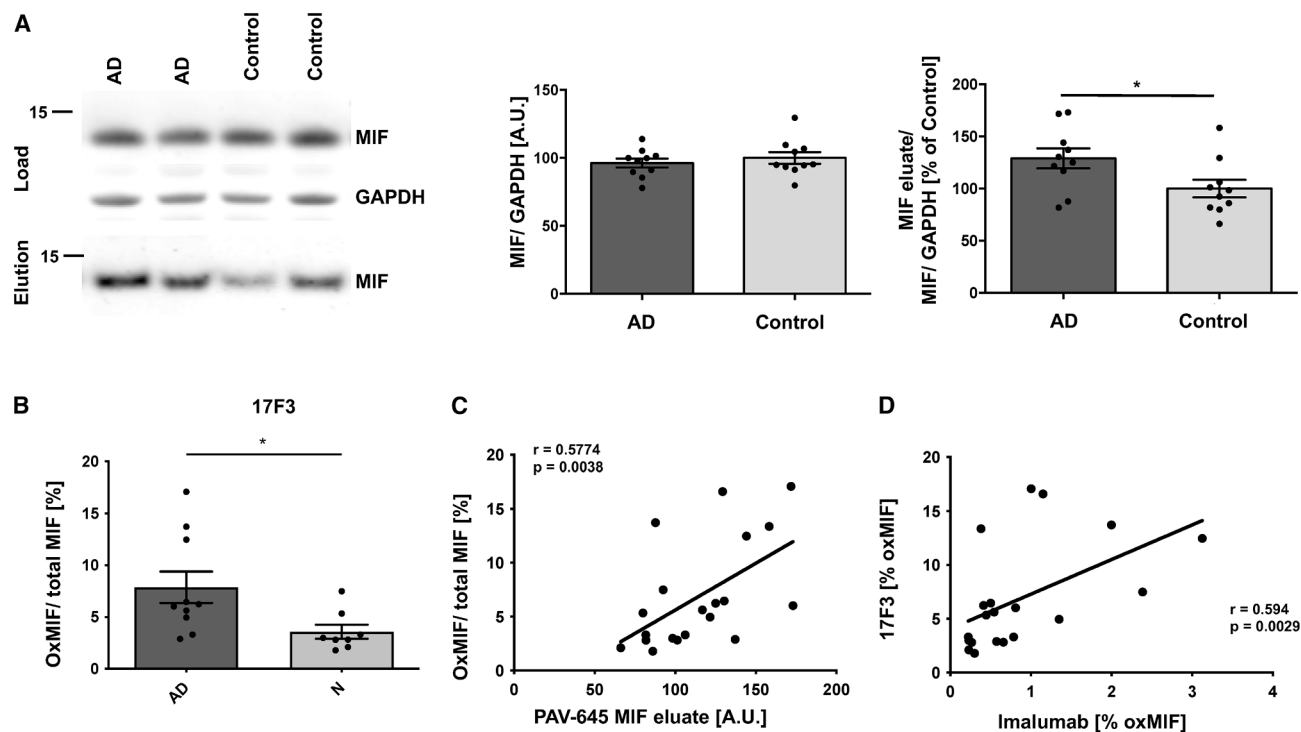 A
AD
AD
Control
Control
15
MIF
Load
GAPDH
15
Elution
MIF
MIF/ GAPDH [A.U.]
150
100
50
0
AD
Control
MIF eluate/
MIF/ GAPDH [% of Control]
200
150
100
50
0
*
AD
Control
B
17F3
*
OxMIF/ total MIF [%]
20
15
10
5
0
AD
N
C
r = 0.5774
p = 0.0038
OxMIF/ total MIF [%]
20
15
10
5
0
0
50
100
150
200
PAV-645 MIF eluate [A.U.]
D
17F3 [% oxMIF]
20
15
10
5
0
r = 0.594
p = 0.0029
0
1
2
3
4
Imalumab [% oxMIF]